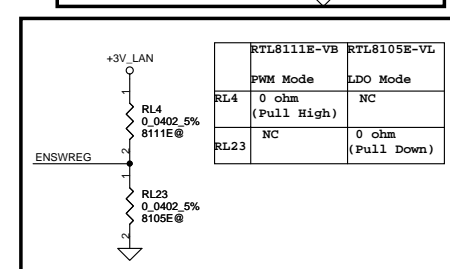 +3V_LAN
1
RL4
0_0402_5%
8111E@
2
ENSWREG
1
RL23
0_0402_5%
8105E@
2
RTL8111E-VB RTL8105E-VL
PWM Mode LDO Mode
RL4 0 ohm NC
(Pull High)
RL23 NC 0 ohm
(Pull Down)